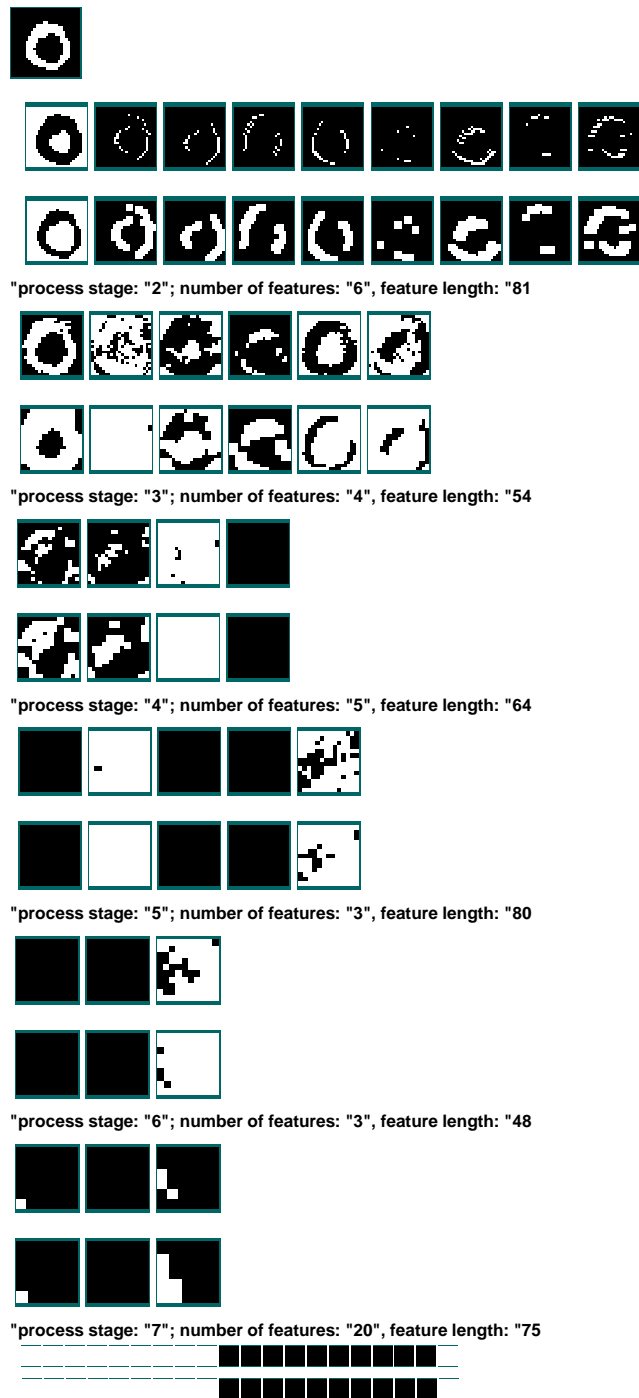 "process stage: "2"; number of features: "6", feature length: "81
"process stage: "3"; number of features: "4", feature length: "54
"process stage: "4"; number of features: "5", feature length: "64
"process stage: "5"; number of features: "3", feature length: "80
"process stage: "6"; number of features: "3", feature length: "48
"process stage: "7"; number of features: "20", feature length: "75